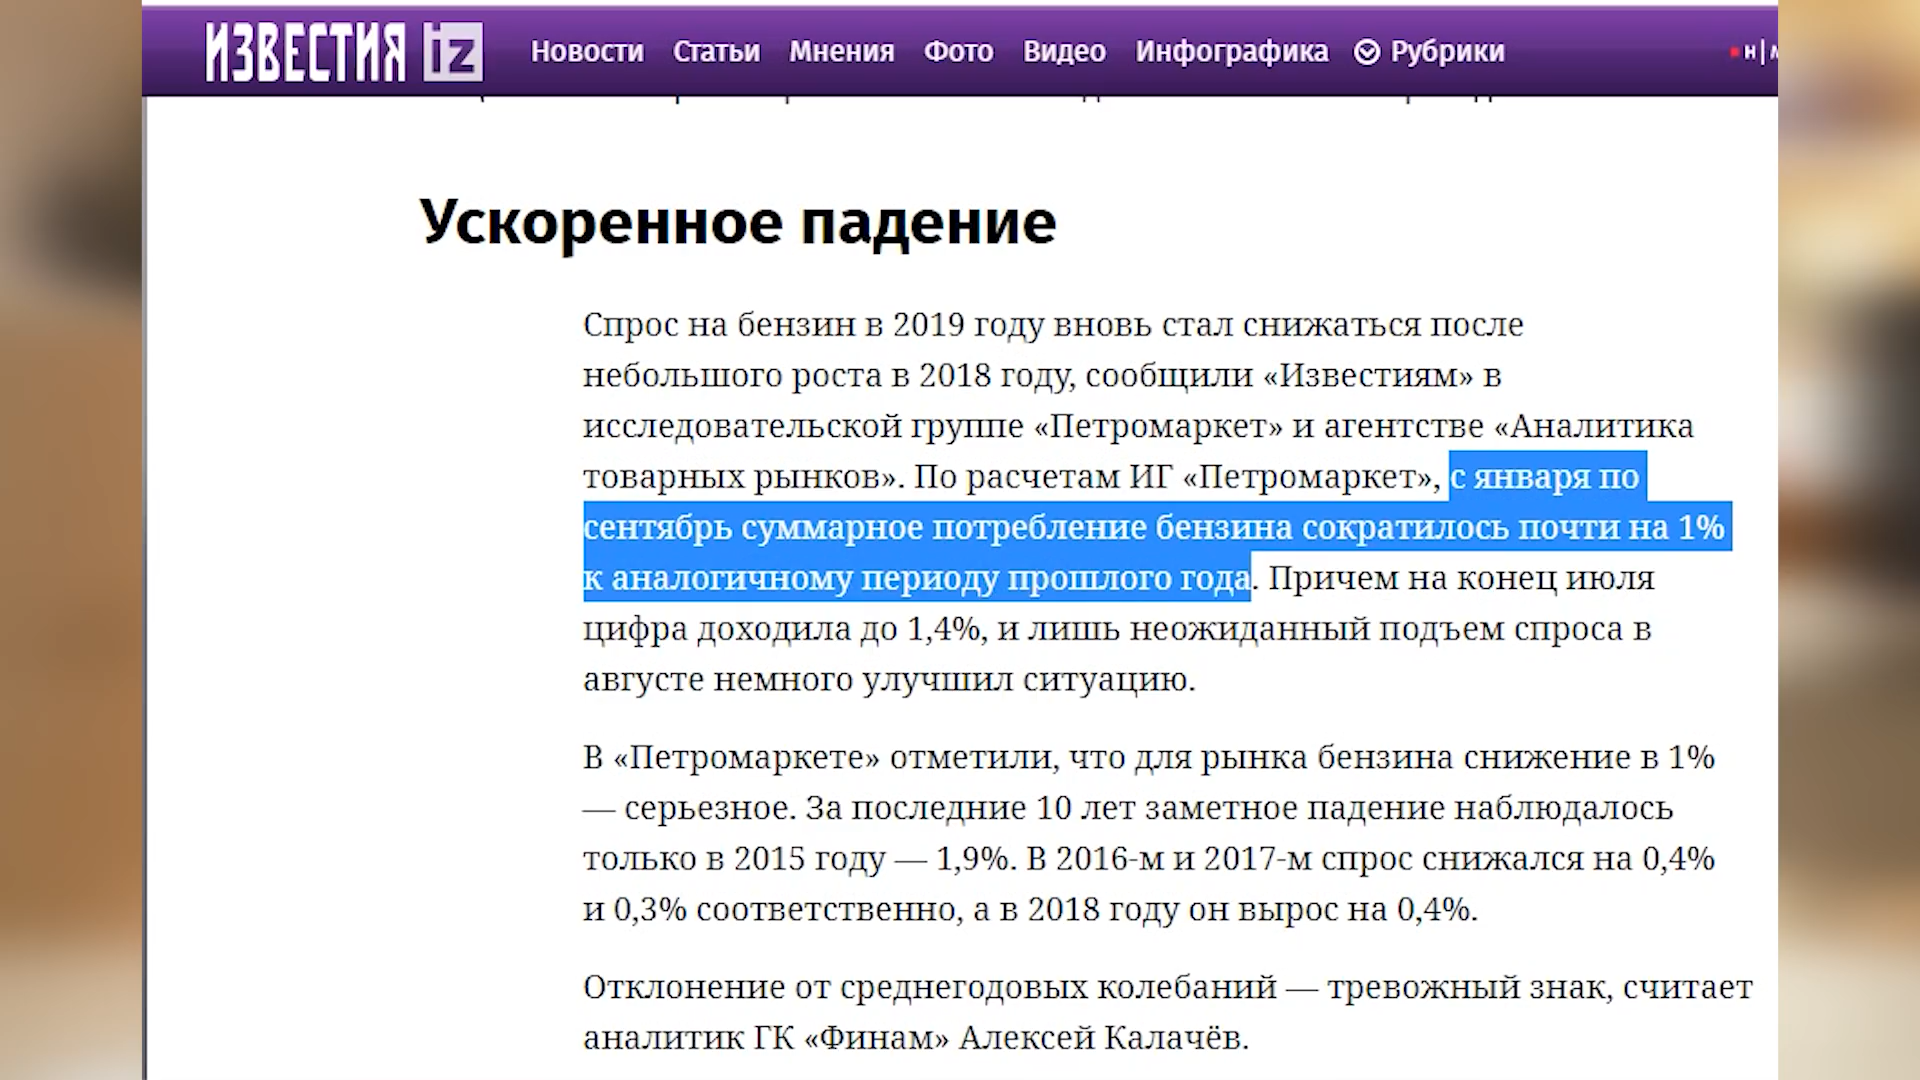 ИЗВЕСТИЯ iz Новости Статьи Мнения Фото Видео Инфографика Рубрики
Ускоренное падение
Спрос на бензин в 2019 году вновь стал снижаться после
небольшого роста в 2018 году, сообщили «Известиям» в
исследовательской группе «Петромаркет» и агентстве «Аналитика
товарных рынков». По расчетам ИГ «Петромаркет», с января по
сентябрь суммарное потребление бензина сократилось почти на 1%
к аналогичному периоду прошлого года. Причем на конец июля
цифра доходила до 1,4%, и лишь неожиданный подъем спроса в
августе немного улучшил ситуацию.
В «Петромаркете» отметили, что для рынка бензина снижение в 1%
— серьезное. За последние 10 лет заметное падение наблюдалось
только в 2015 году — 1,9%. В 2016-м и 2017-м спрос снижался на 0,4%
и 0,3% соответственно, а в 2018 году он вырос на 0,4%.
Отклонение от среднегодовых колебаний — тревожный знак, считает
аналитик ГК «Финам» Алексей Калачёв.